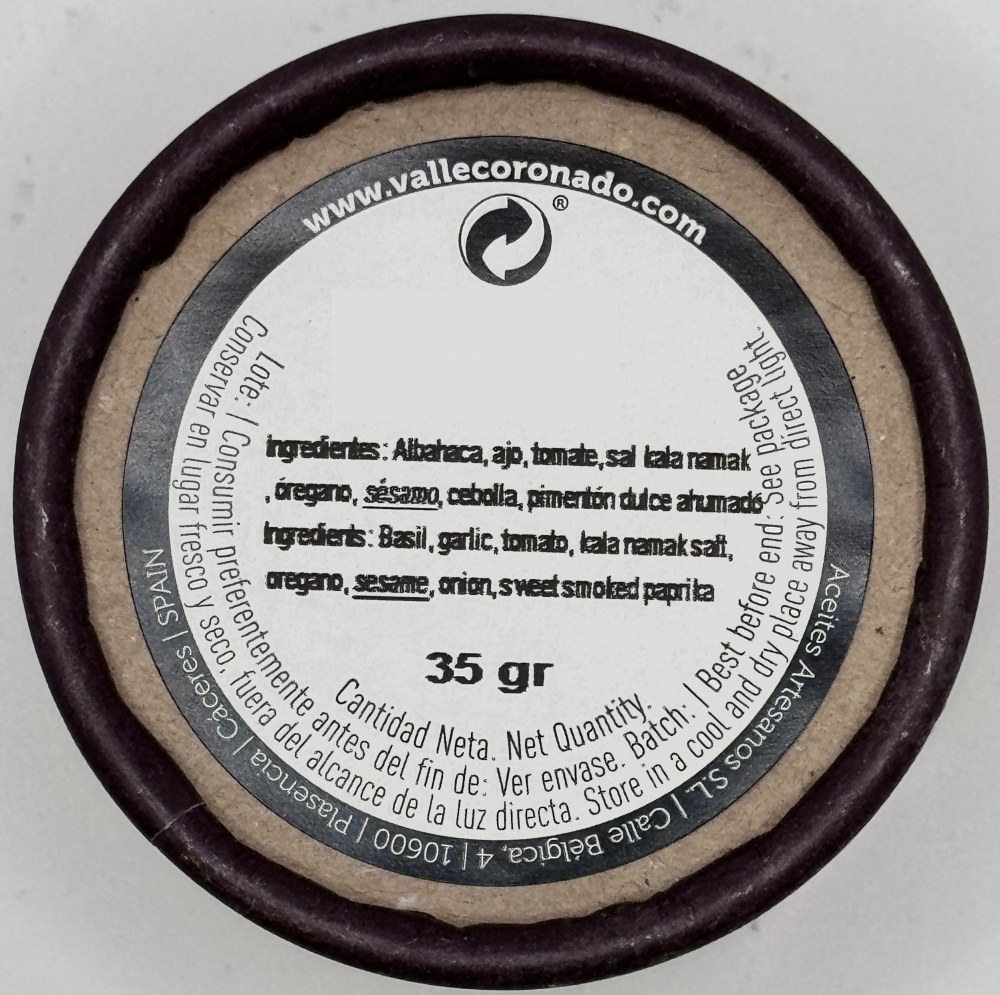 www.vallecoronado.com
®
Ingredientes: Albahaca, ajo, tomate, sal kala namak
, óregano, sésamo, cebolla, pimentón dulce ahumado
Ingredients: Basil, garlic, tomato, kala namak salt,
oregano, sesame, onion, sweet smoked paprika
35 gr
Cantidad Neta. Net Quantity.
Lote: | Consumir preferentemente antes del fin de: Ver envase. Batch: | Best before end: See package
Conservar en lugar fresco y seco, fuera del alcance de la luz directa. Store in a cool and dry place away from direct light.
Aceites Artesanos S.L. | Calle Bélgica, 4 | 10600 | Plasencia | Cáceres | SPAIN